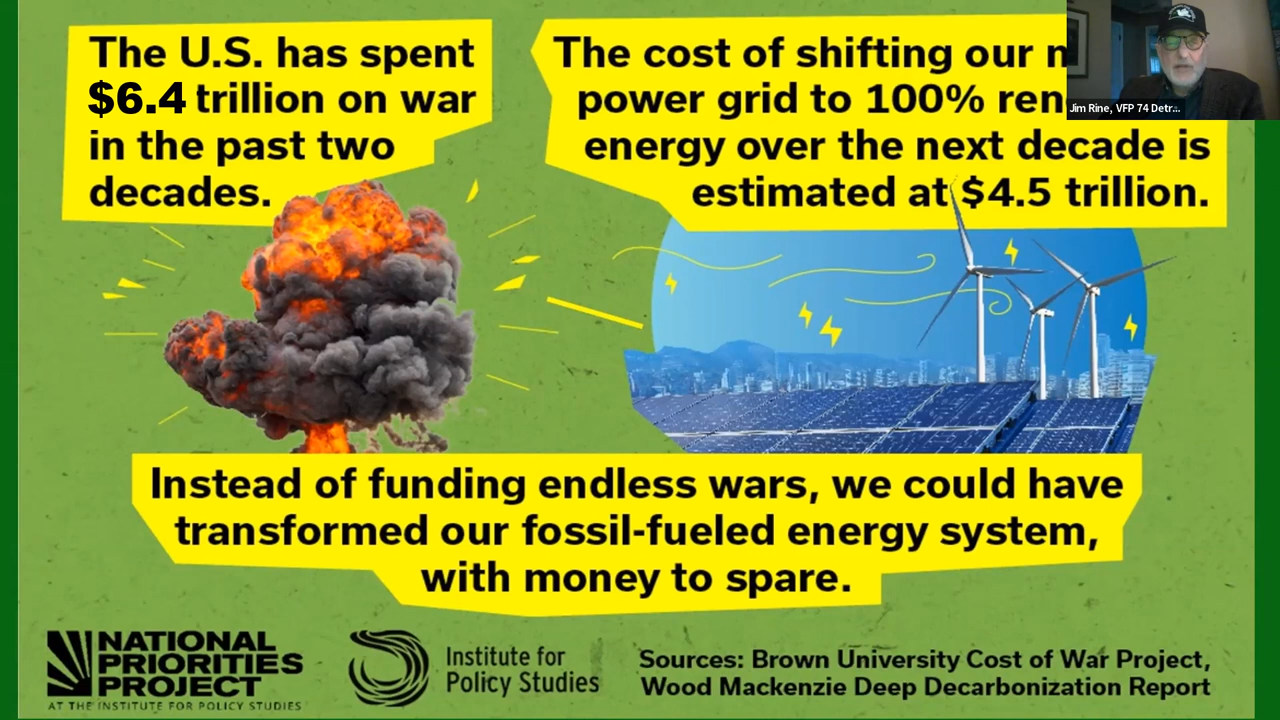 The U.S. has spent
$6.4 trillion on war
in the past two
decades.
The cost of shifting our
power grid to 100%
energy over the next decade is
estimated at $4.5 trillion.
Jim Rine, VFP 74 Detr...
Instead of funding endless wars, we could have
transformed our fossil-fueled energy system,
with money to spare.
NATIONAL
PRIORITIES
PROJECT
AT THE INSTITUTE FOR POLICY STUDIES
Institute for
Policy Studies
Sources: Brown University Cost of War Project,
Wood Mackenzie Deep Decarbonization Report